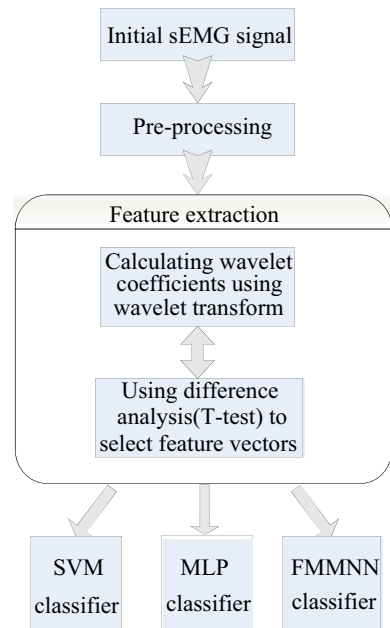 Initial sEMG signal
Pre-processing
Feature extraction
Calculating wavelet
coefficients using
wavelet transform
Using difference
analysis(T-test) to
select feature vectors
SVM
classifier
MLP
classifier
FMMNN
classifier